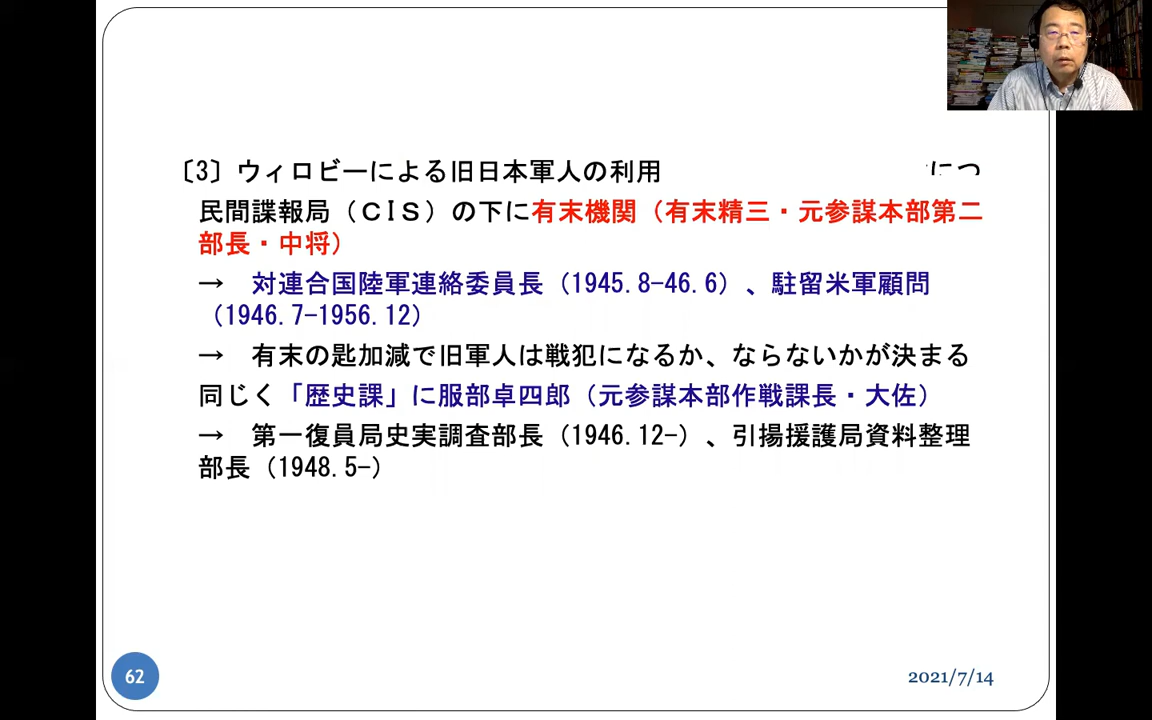 〔3〕ウィロビーによる旧日本軍人の利用
につ
民間諜報局（ＣＩＳ）の下に有末機関（有末精三・元参謀本部第二
部長・中将）
→　対連合国陸軍連絡委員長（1945.8-46.6）、駐留米軍顧問
（1946.7-1956.12）
→　有末の匙加減で旧軍人は戦犯になるか、ならないかが決まる
同じく「歴史課」に服部卓四郎（元参謀本部作戦課長・大佐）
→　第一復員局史実調査部長（1946.12-）、引揚援護局資料整理
部長（1948.5-）
62
2021/7/14